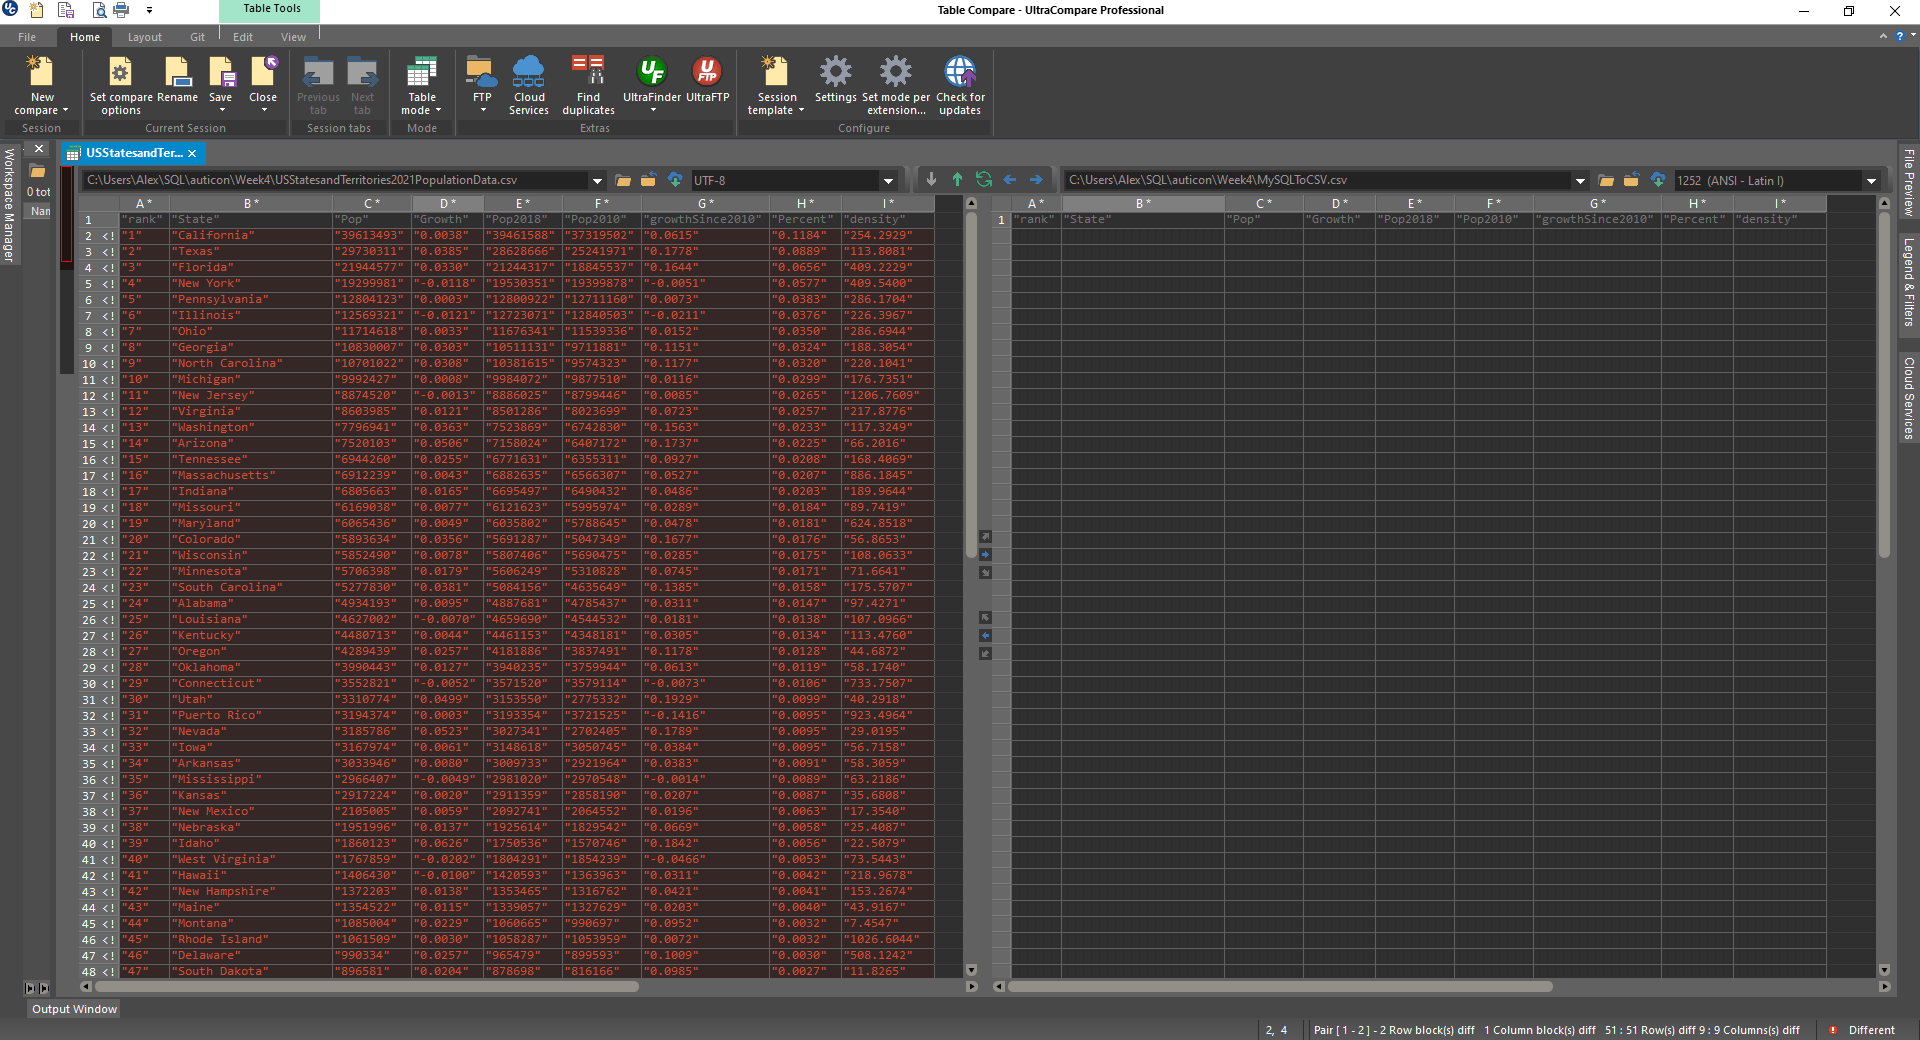 Table Tools
Table Compare - UltraCompare Professional
File Home Layout Git Edit View
New compare
Set compare options
Rename
Save
Close
Previous tab
Next tab
Table mode
FTP
Cloud Services
Find duplicates
UltraFinder
UltraFTP
Session template
Settings
Set mode per extension...
Check for updates
Session
Current Session
Session tabs
Mode
Extras
Configure
Workspace Manager
0 tot
Nan
USStatesandTer...
C:\Users\Alex\SQL\auticon\Week4\USStatesandTerritories2021PopulationData.csv
UTF-8
C:\Users\Alex\SQL\auticon\Week4\MySQLToCSV.csv
1252 (ANSI - Latin I)
A * B * C * D * E * F * G * H * I *
1 "rank" "State" "Pop" "Growth" "Pop2018" "Pop2010" "growthSince2010" "Percent" "density"
2 <! "1" "California" "39613493" "0.0038" "39461588" "37319502" "0.0615" "0.1184" "254.2929"
3 <! "2" "Texas" "29730311" "0.0385" "28628666" "25241971" "0.1778" "0.0889" "113.8081"
4 <! "3" "Florida" "21944577" "0.0330" "21244317" "18845537" "0.1644" "0.0656" "409.2229"
5 <! "4" "New York" "19299981" "-0.0118" "19530351" "19399878" "-0.0051" "0.0577" "409.5400"
6 <! "5" "Pennsylvania" "12804123" "0.0003" "12800922" "12711160" "0.0073" "0.0383" "286.1704"
7 <! "6" "Illinois" "12569321" "-0.0121" "12723071" "12840503" "-0.0211" "0.0376" "226.3967"
8 <! "7" "Ohio" "11714618" "0.0033" "11676341" "11539336" "0.0152" "0.0350" "286.6944"
9 <! "8" "Georgia" "10830007" "0.0303" "10511131" "9711881" "0.1151" "0.0324" "188.3054"
10 <! "9" "North Carolina" "10701022" "0.0308" "10381615" "9574323" "0.1177" "0.0320" "220.1041"
11 <! "10" "Michigan" "9992427" "0.0008" "9984072" "9877510" "0.0116" "0.0299" "176.7351"
12 <! "11" "New Jersey" "8874520" "-0.0013" "8886025" "8799446" "0.0085" "0.0265" "1206.7609"
13 <! "12" "Virginia" "8603985" "0.0121" "8501286" "8023699" "0.0723" "0.0257" "217.8776"
14 <! "13" "Washington" "7796941" "0.0363" "7523869" "6742830" "0.1563" "0.0233" "117.3249"
15 <! "14" "Arizona" "7520103" "0.0506" "7158024" "6407172" "0.1737" "0.0225" "66.2016"
16 <! "15" "Tennessee" "6944260" "0.0255" "6771631" "6355311" "0.0927" "0.0208" "168.4069"
17 <! "16" "Massachusetts" "6912239" "0.0043" "6882635" "6566307" "0.0527" "0.0207" "886.1845"
18 <! "17" "Indiana" "6805663" "0.0165" "6695497" "6490432" "0.0486" "0.0203" "189.9644"
19 <! "18" "Missouri" "6169038" "0.0077" "6121623" "5995974" "0.0289" "0.0184" "89.7419"
20 <! "19" "Maryland" "6065436" "0.0049" "6035802" "5788645" "0.0478" "0.0181" "624.8518"
21 <! "20" "Colorado" "5893634" "0.0356" "5691287" "5047349" "0.1677" "0.0176" "56.8653"
22 <! "21" "Wisconsin" "5852490" "0.0078" "5807406" "5690475" "0.0285" "0.0175" "108.0633"
23 <! "22" "Minnesota" "5706398" "0.0179" "5606249" "5310828" "0.0745" "0.0171" "71.6641"
24 <! "23" "South Carolina" "5277830" "0.0381" "5084156" "4635649" "0.1385" "0.0158" "175.5707"
25 <! "24" "Alabama" "4934193" "0.0095" "4887681" "4785437" "0.0311" "0.0147" "97.4271"
26 <! "25" "Louisiana" "4627002" "-0.0070" "4659690" "4544532" "0.0181" "0.0138" "107.0966"
27 <! "26" "Kentucky" "4480713" "0.0044" "4461153" "4348181" "0.0305" "0.0134" "113.4760"
28 <! "27" "Oregon" "4289439" "0.0257" "4181886" "3837491" "0.1178" "0.0128" "44.6872"
29 <! "28" "Oklahoma" "3990443" "0.0127" "3940235" "3759944" "0.0613" "0.0119" "58.1740"
30 <! "29" "Connecticut" "3552821" "-0.0052" "3571520" "3579114" "-0.0073" "0.0106" "733.7507"
31 <! "30" "Utah" "3310774" "0.0499" "3153550" "2775332" "0.1929" "0.0099" "40.2918"
32 <! "31" "Puerto Rico" "3194374" "0.0003" "3193354" "3721525" "-0.1416" "0.0095" "923.4964"
33 <! "32" "Nevada" "3185786" "0.0523" "3027341" "2702405" "0.1789" "0.0095" "29.0195"
34 <! "33" "Iowa" "3167974" "0.0061" "3148618" "3050745" "0.0384" "0.0095" "56.7158"
35 <! "34" "Arkansas" "3033946" "0.0080" "3009733" "2921964" "0.0383" "0.0091" "58.3059"
36 <! "35" "Mississippi" "2966407" "-0.0049" "2981020" "2970548" "-0.0014" "0.0089" "63.2186"
37 <! "36" "Kansas" "2917224" "0.0020" "2911359" "2858190" "0.0207" "0.0087" "35.6808"
38 <! "37" "New Mexico" "2105005" "0.0059" "2092741" "2064552" "0.0196" "0.0063" "17.3540"
39 <! "38" "Nebraska" "1951996" "0.0137" "1925614" "1829542" "0.0669" "0.0058" "25.4087"
40 <! "39" "Idaho" "1860123" "0.0626" "1750536" "1570746" "0.1842" "0.0056" "22.5079"
41 <! "40" "West Virginia" "1767859" "-0.0202" "1804291" "1854239" "-0.0466" "0.0053" "73.5443"
42 <! "41" "Hawaii" "1406430" "-0.0100" "1420593" "1363963" "0.0311" "0.0042" "218.9678"
43 <! "42" "New Hampshire" "1372203" "0.0138" "1353465" "1316762" "0.0421" "0.0041" "153.2674"
44 <! "43" "Maine" "1354522" "0.0115" "1339057" "1327629" "0.0203" "0.0040" "43.9167"
45 <! "44" "Montana" "1085004" "0.0229" "1060665" "990697" "0.0952" "0.0032" "7.4547"
46 <! "45" "Rhode Island" "1061509" "0.0030" "1058287" "1053959" "0.0072" "0.0032" "1026.6044"
47 <! "46" "Delaware" "990334" "0.0257" "965479" "899593" "0.1009" "0.0030" "508.1242"
48 <! "47" "South Dakota" "896581" "0.0204" "878698" "816166" "0.0985" "0.0027" "11.8265"
A * B * C * D * E * F * G * H * I *
1 "rank" "State" "Pop" "Growth" "Pop2018" "Pop2010" "growthSince2010" "Percent" "density"
File Preview
Legend & Filters
Cloud Services
Output Window
2, 4
Pair [ 1 - 2 ] - 2 Row block(s) diff 1 Column block(s) diff 51 : 51 Row(s) diff 9 : 9 Columns(s) diff
Different